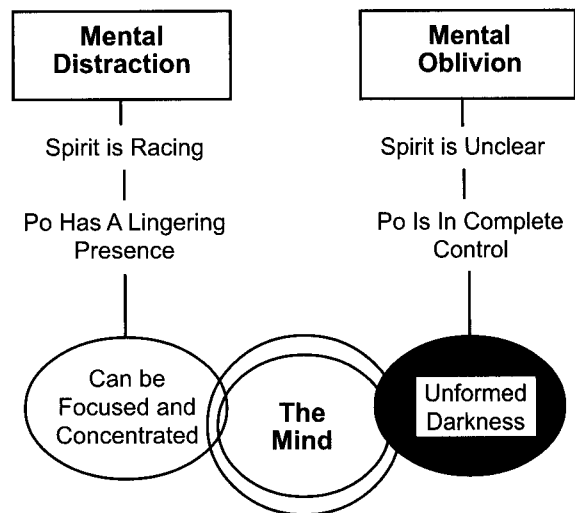 Mental
Distraction
Spirit is Racing
Po Has A Lingering
Presence
Can be
Focused and
Concentrated
The
Mind
Mental
Oblivion
Spirit is Unclear
Po Is In Complete
Control
Unformed
Darkness